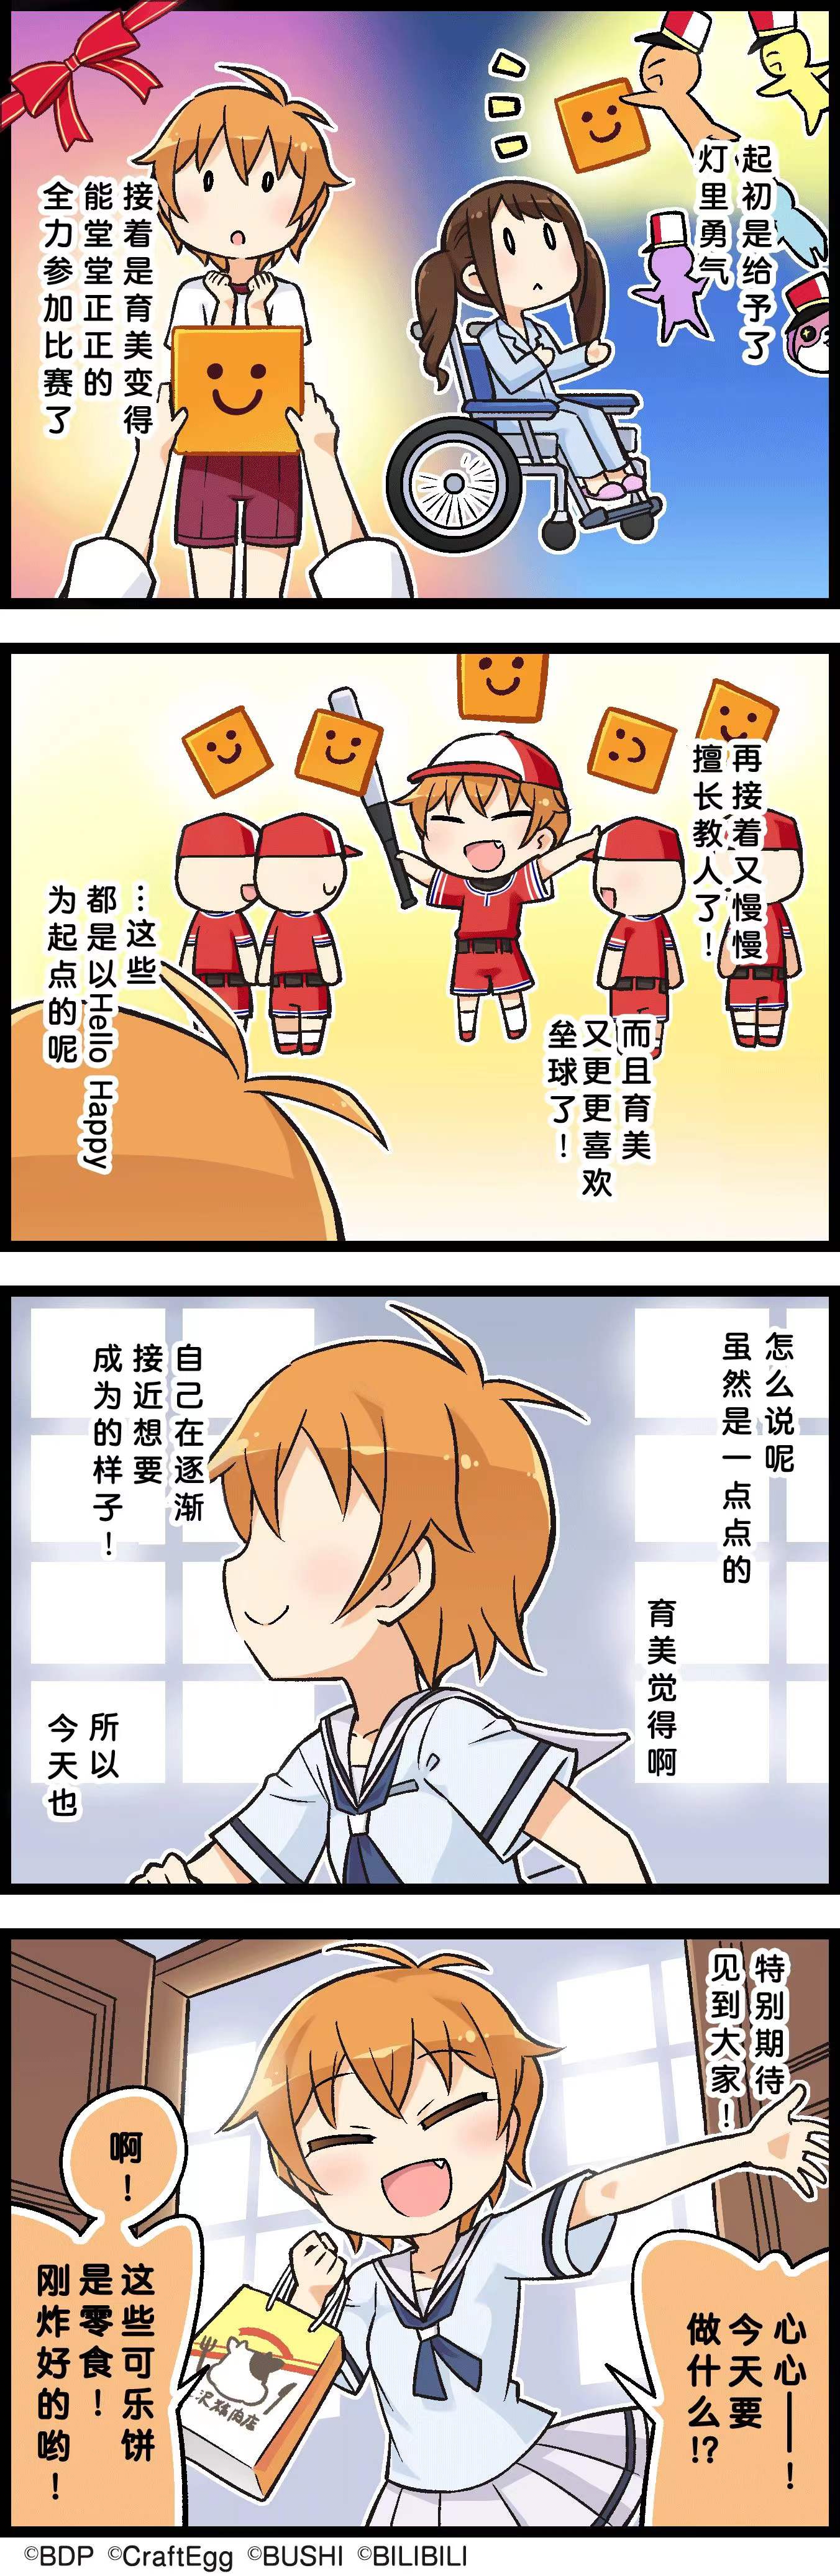 起初是给予了
灯里勇气
接着是育美变得
能堂堂正正的
全力参加比赛了
再接着又慢慢
擅长教人了！
而且育美
又更更喜欢
垒球了！
…这些
都是以Hello Happy
为起点的呢
怎么说呢
虽然是一点点的
育美觉得啊
自己在逐渐
接近想要
成为的样子！
所以
今天也
特别期待
见到大家！
心心——！
今天要
做什么!?
啊！
这些可乐饼
是零食！
刚炸好的哟！
沢精肉店
©BDP ©CraftEgg ©BUSHI ©BILIBILI